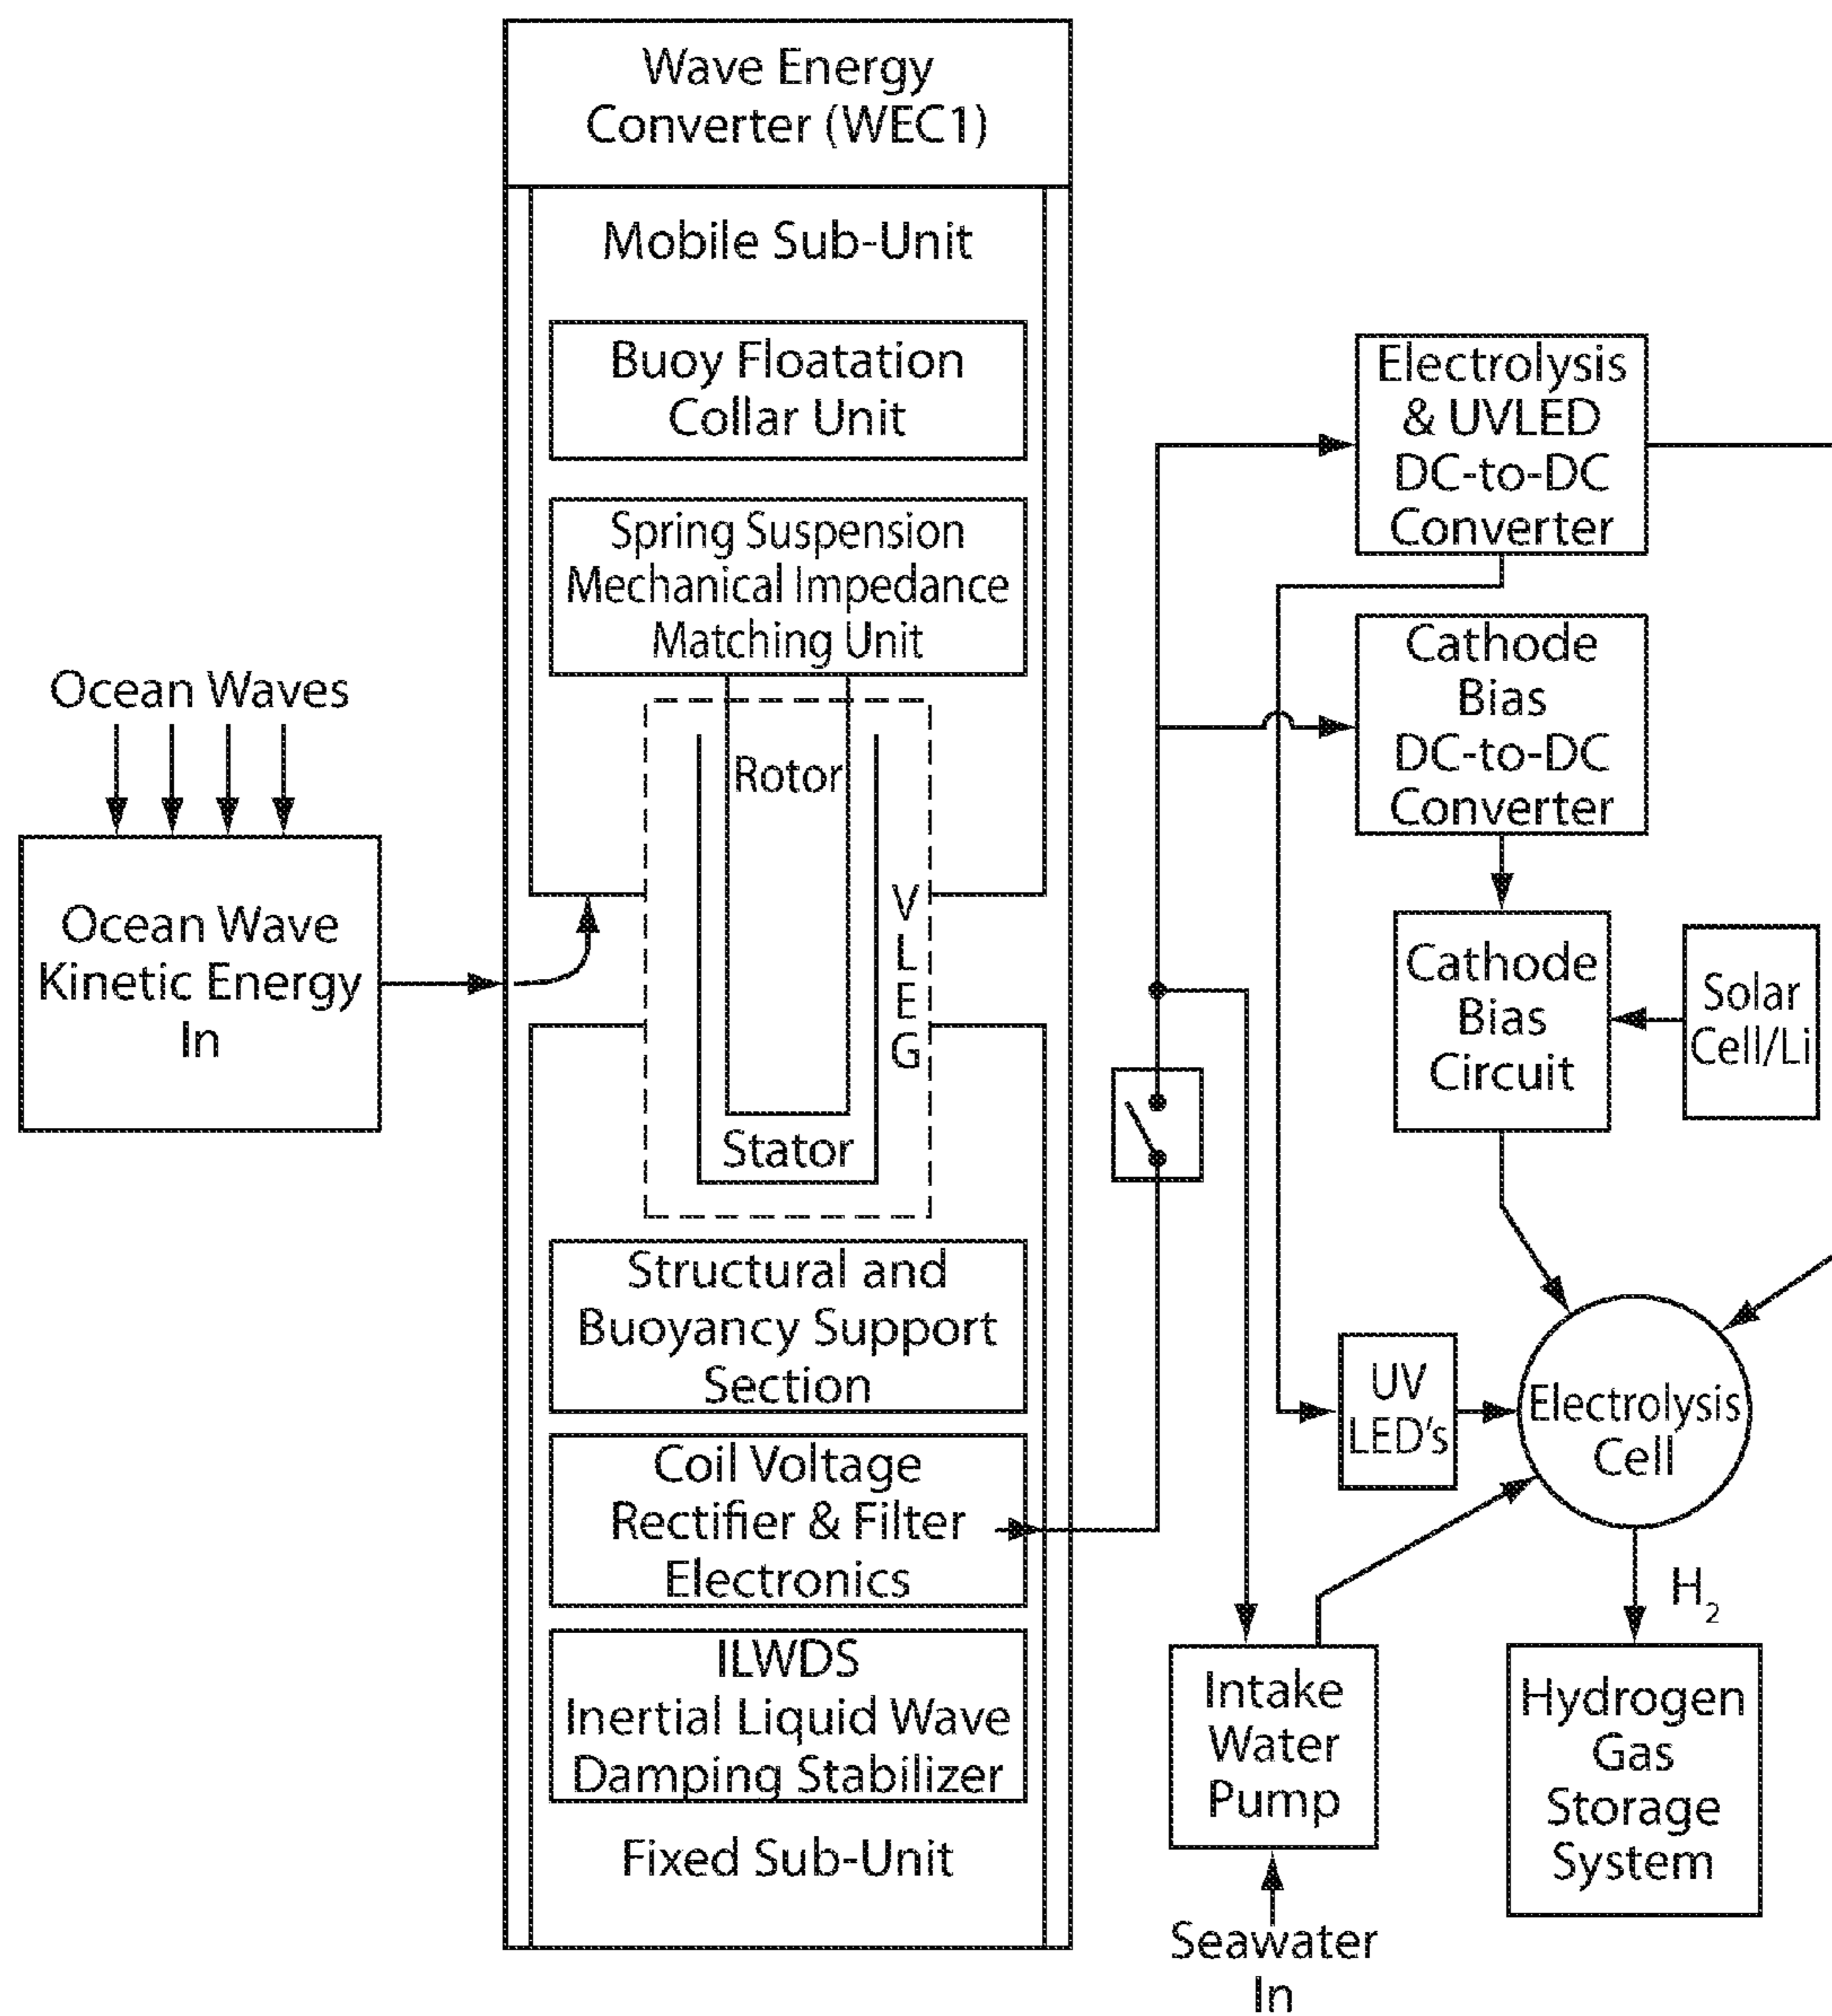 Wave Energy
Converter (WEC1)
Mobile Sub-Unit
Buoy Floatation
Collar Unit
Spring Suspension
Mechanical Impedance
Matching Unit
Ocean Waves
Ocean Wave
Kinetic Energy
In
Rotor
V
L
E
G
Stator
Structural and
Buoyancy Support
Section
Coil Voltage
Rectifier & Filter
Electronics
ILWDS
Inertial Liquid Wave
Damping Stabilizer
Fixed Sub-Unit
Electrolysis
& UVLED
DC-to-DC
Converter
Cathode
Bias
DC-to-DC
Converter
Cathode
Bias
Circuit
Solar
Cell/Li
UV
LED's
Electrolysis
Cell
H₂
Intake
Water
Pump
Seawater
In
Hydrogen
Gas
Storage
System